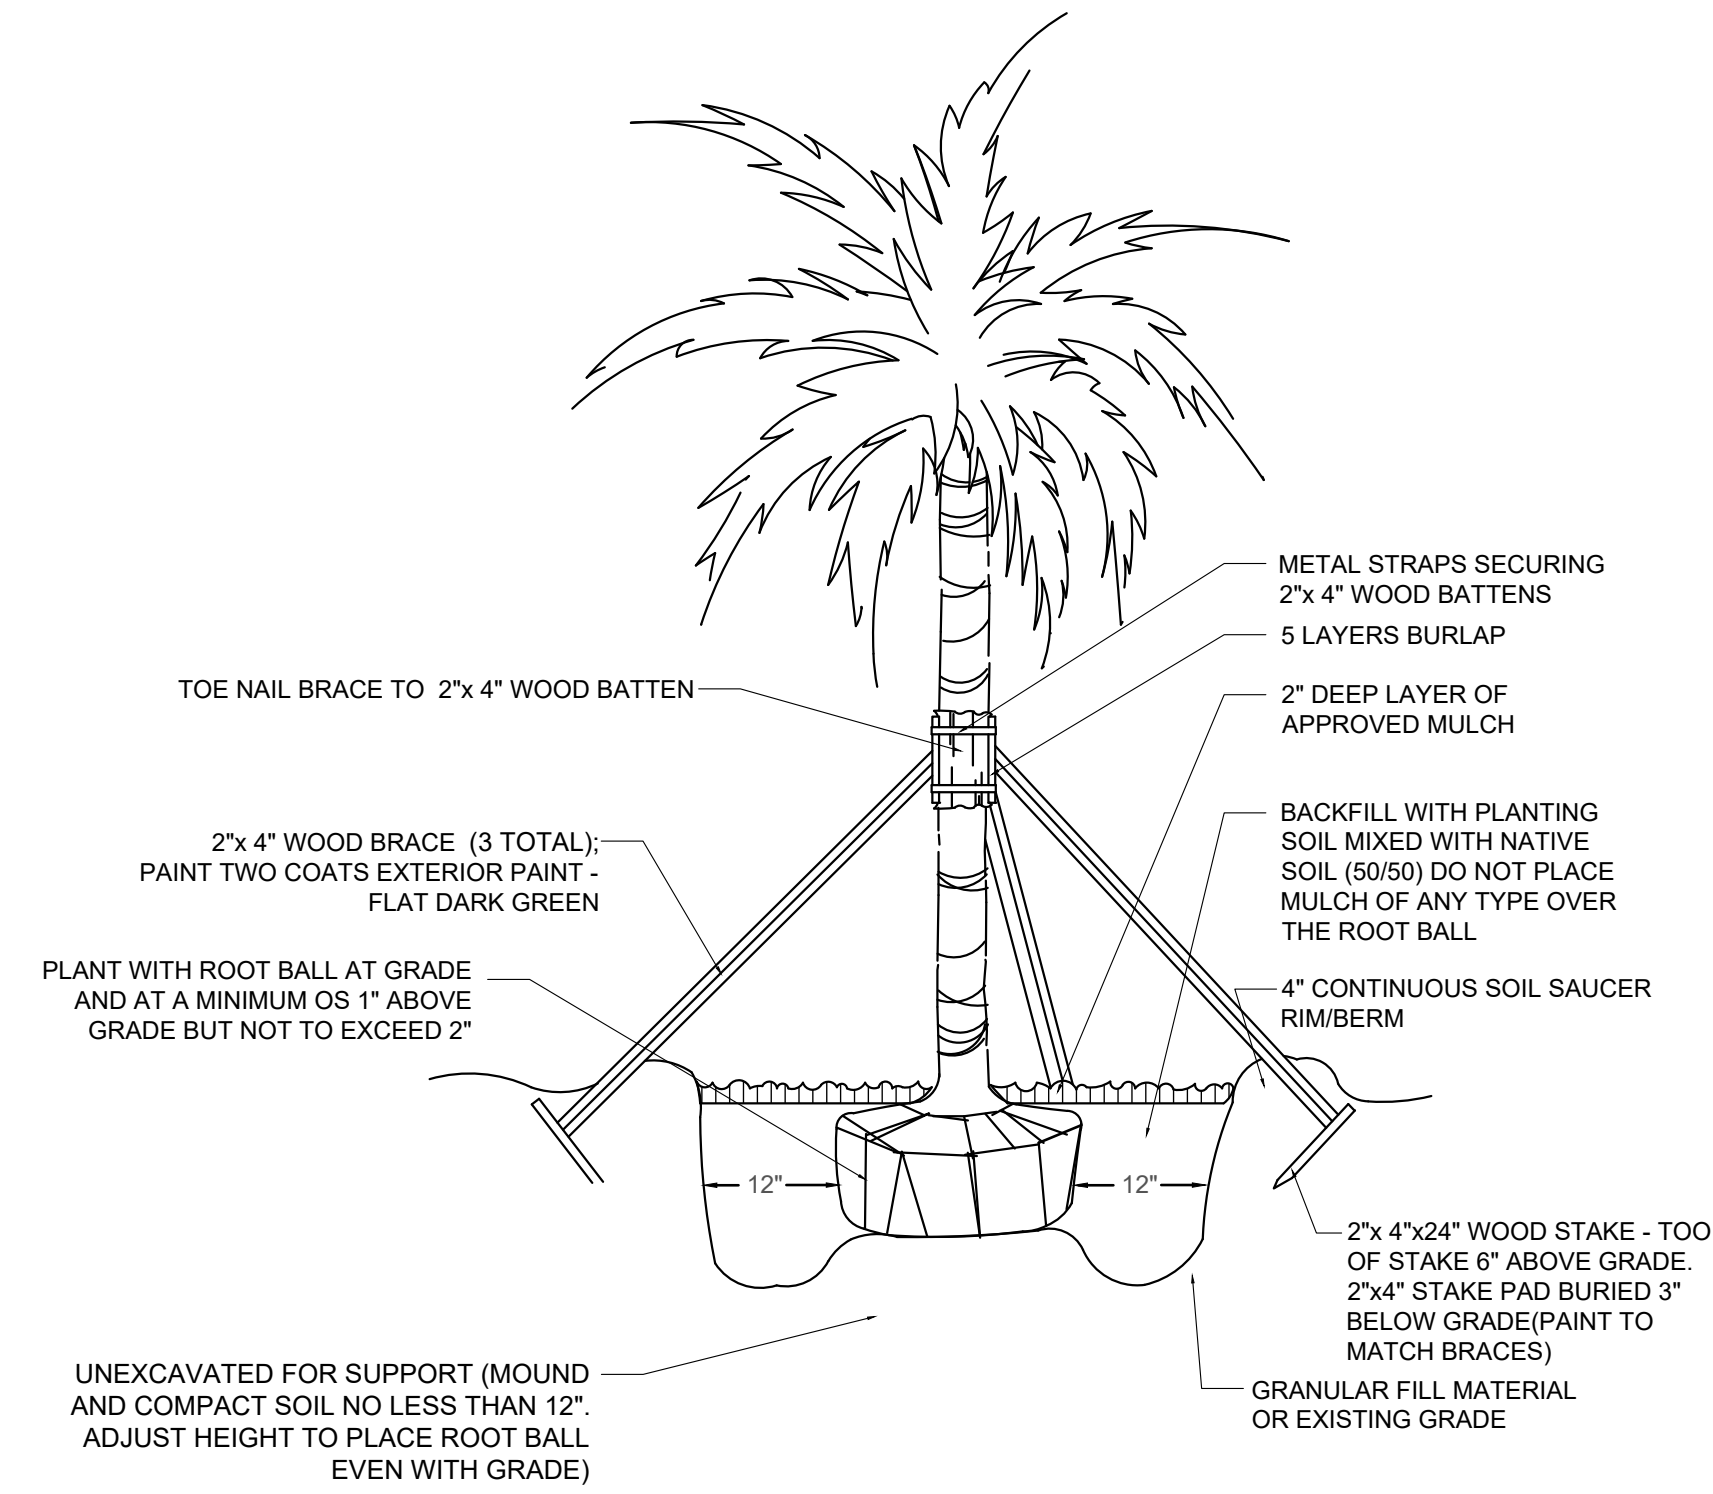 METAL STRAPS SECURING
2"x 4" WOOD BATTENS
5 LAYERS BURLAP
TOE NAIL BRACE TO 2"x 4" WOOD BATTEN
2" DEEP LAYER OF
APPROVED MULCH
2"x 4" WOOD BRACE (3 TOTAL);
PAINT TWO COATS EXTERIOR PAINT -
FLAT DARK GREEN
BACKFILL WITH PLANTING
SOIL MIXED WITH NATIVE
SOIL (50/50) DO NOT PLACE
MULCH OF ANY TYPE OVER
THE ROOT BALL
PLANT WITH ROOT BALL AT GRADE
AND AT A MINIMUM OS 1" ABOVE
GRADE BUT NOT TO EXCEED 2"
4" CONTINUOUS SOIL SAUCER
RIM/BERM
12"
12"
2"x 4"x24" WOOD STAKE - TOO
OF STAKE 6" ABOVE GRADE.
2"x4" STAKE PAD BURIED 3"
BELOW GRADE(PAINT TO
MATCH BRACES)
UNEXCAVATED FOR SUPPORT (MOUND
AND COMPACT SOIL NO LESS THAN 12".
ADJUST HEIGHT TO PLACE ROOT BALL
EVEN WITH GRADE)
GRANULAR FILL MATERIAL
OR EXISTING GRADE